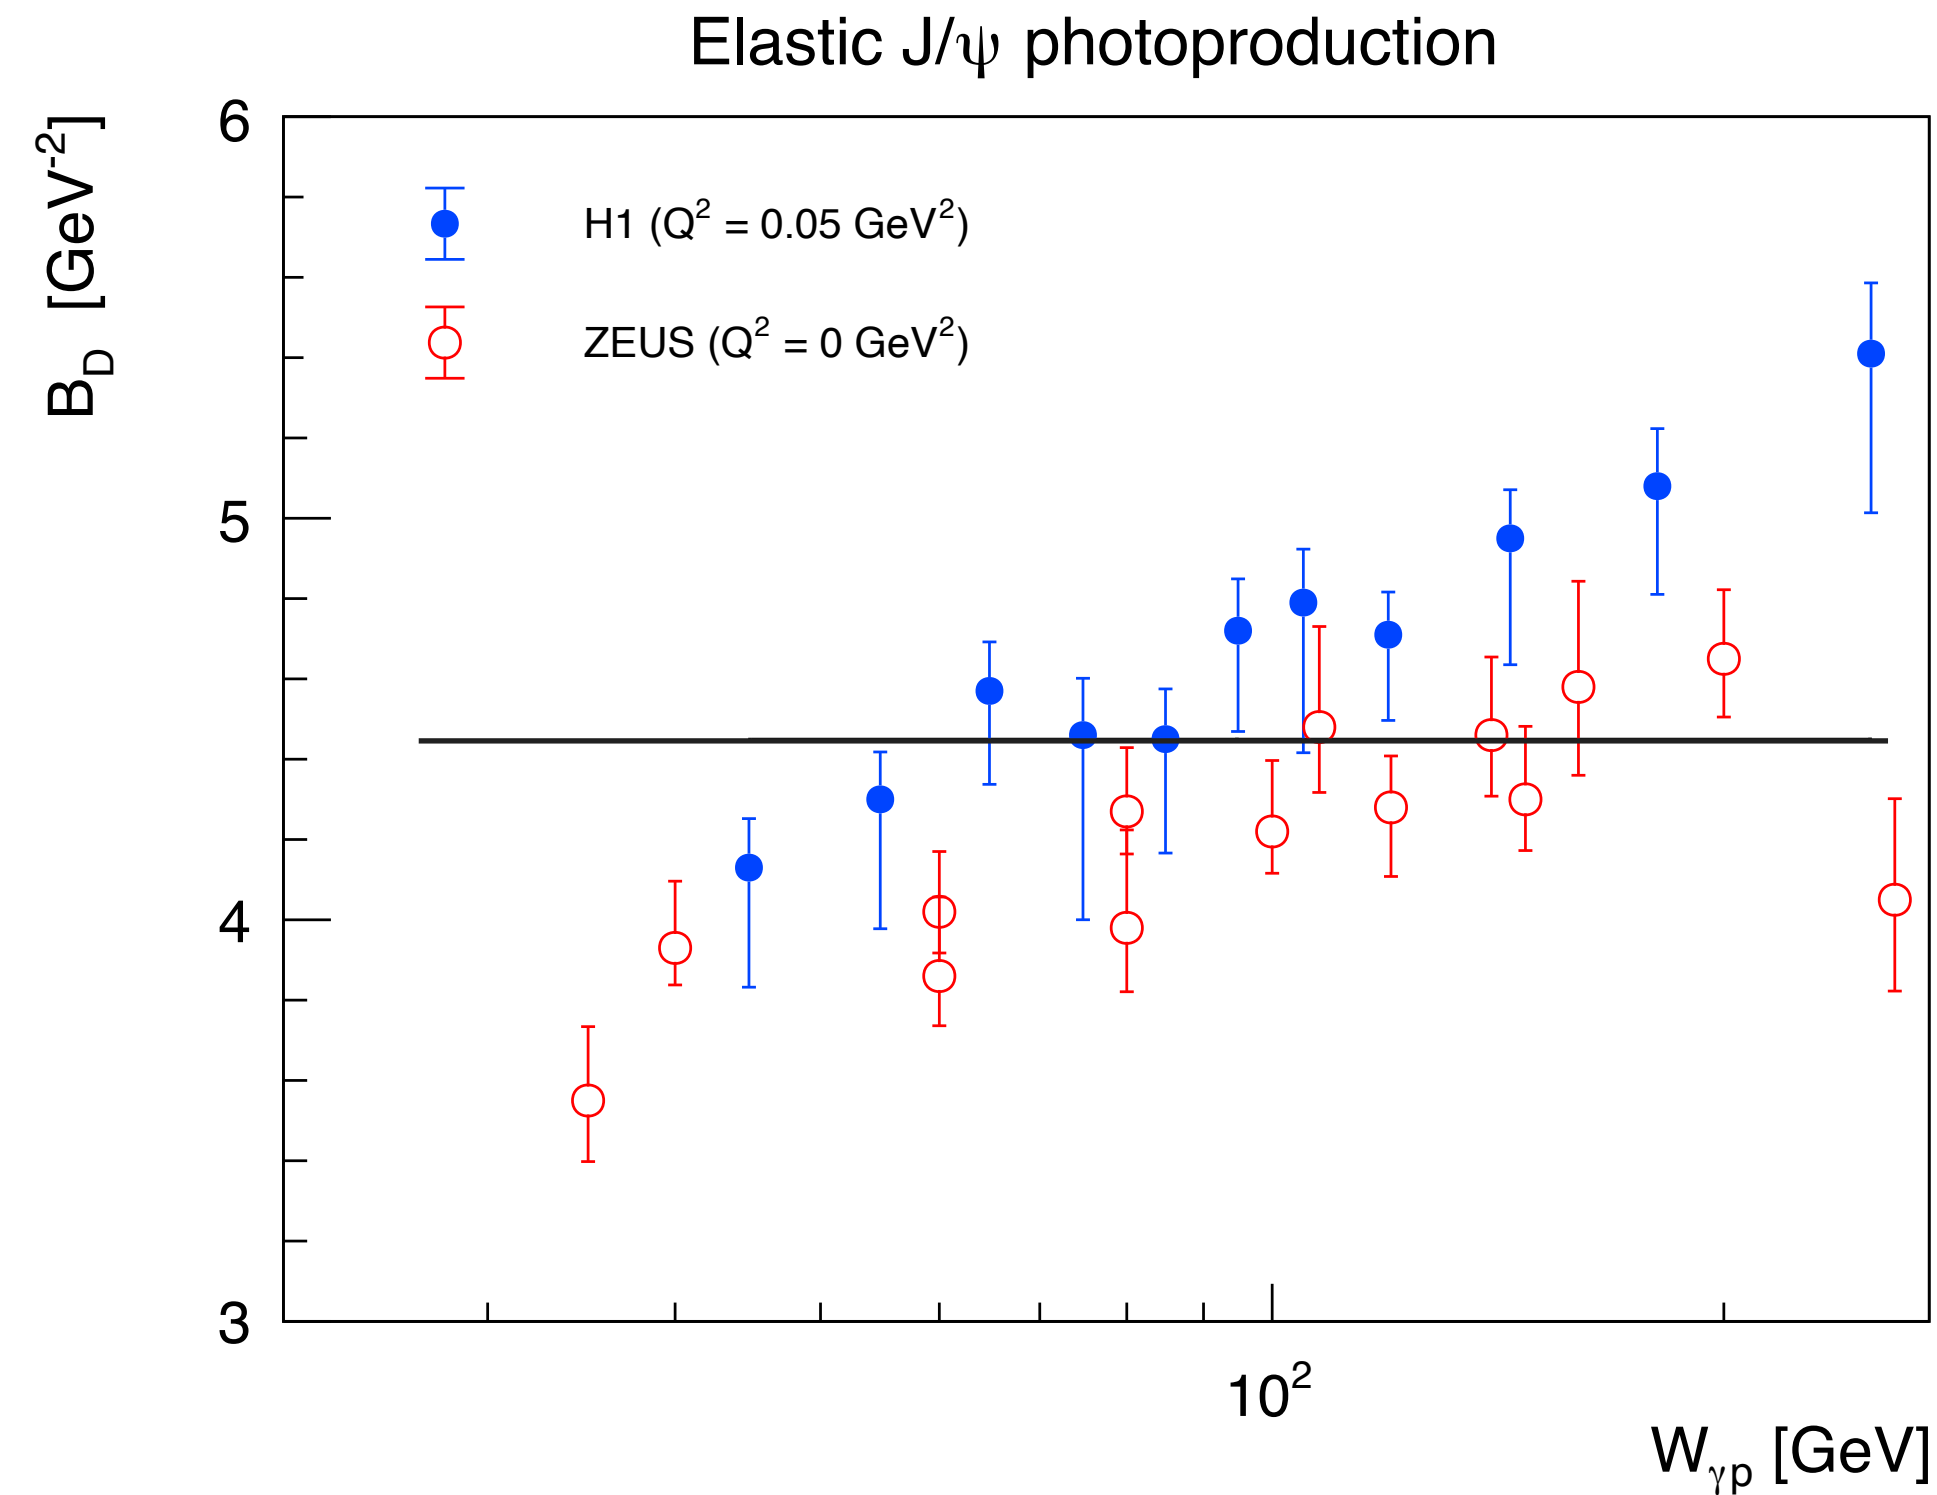 Elastic J/ψ photoproduction
B_D [GeV^-2]
6
5
4
3
H1 (Q^2 = 0.05 GeV^2)
ZEUS (Q^2 = 0 GeV^2)
10^2
W_γp [GeV]